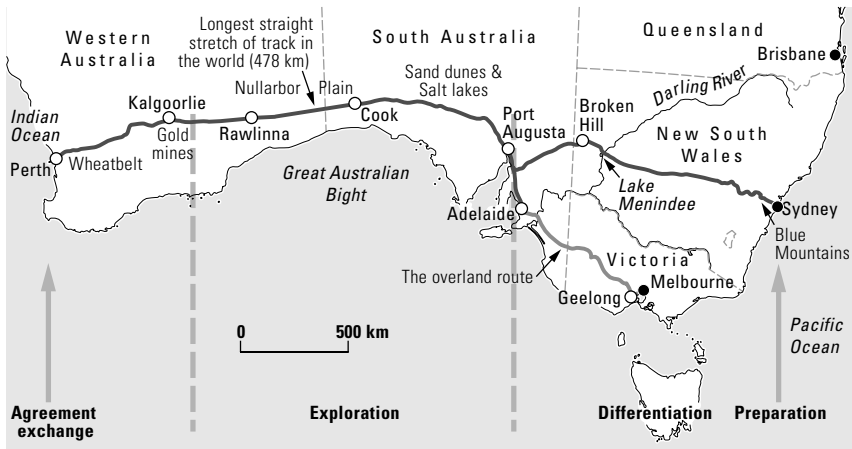 Western
Australia
Longest straight
stretch of track in
the world (478 km)
South Australia
Queensland
Brisbane
Nullarbor Plain
Sand dunes &
Salt lakes
Darling River
Kalgoorlie
Gold
mines
Rawlinna
Cook
Port
Augusta
Broken
Hill
New South
Wales
Indian
Ocean
Perth
Wheatbelt
Great Australian
Bight
Lake
Menindee
Adelaide
Sydney
Blue
Mountains
The overland route
Victoria
Melbourne
Geelong
0 500 km
Pacific
Ocean
Agreement
exchange
Exploration
Differentiation
Preparation